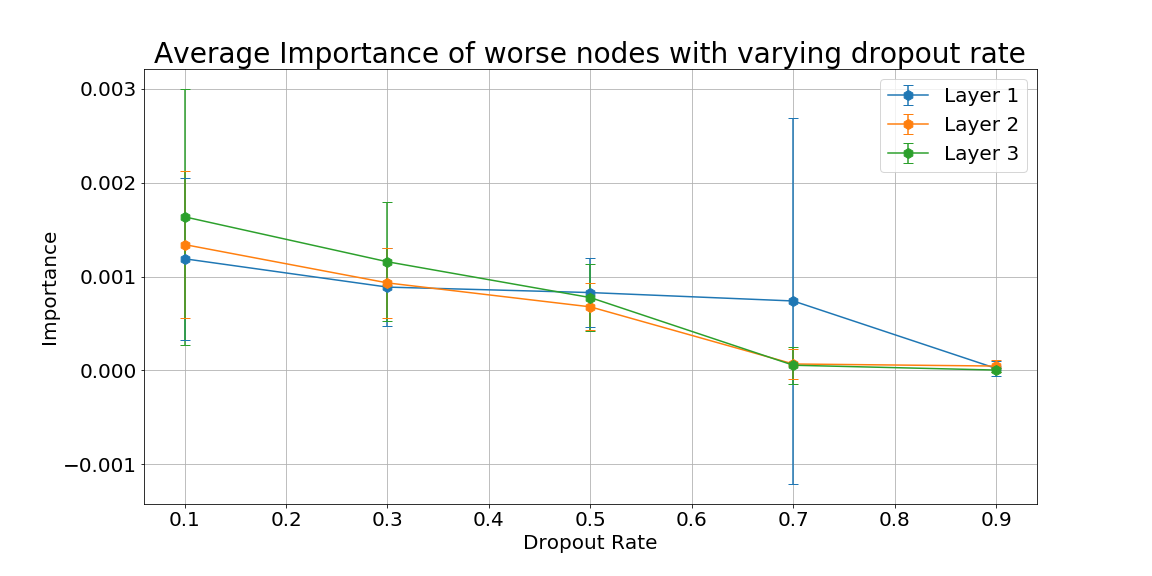 Average Importance of worse nodes with varying dropout rate
Layer 1
Layer 2
Layer 3
Importance
0.003
0.002
0.001
0.000
−0.001
0.1 0.2 0.3 0.4 0.5 0.6 0.7 0.8 0.9
Dropout Rate